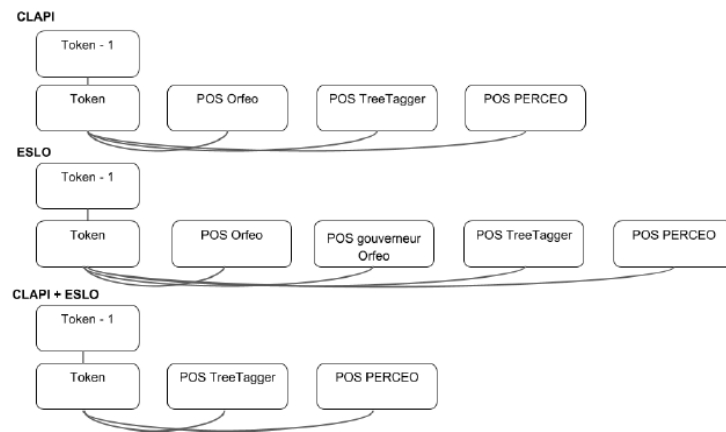 CLAPI
Token - 1
Token
POS Orfeo
POS TreeTagger
POS PERCEO
ESLO
Token - 1
Token
POS Orfeo
POS gouverneur
Orfeo
POS TreeTagger
POS PERCEO
CLAPI + ESLO
Token - 1
Token
POS TreeTagger
POS PERCEO